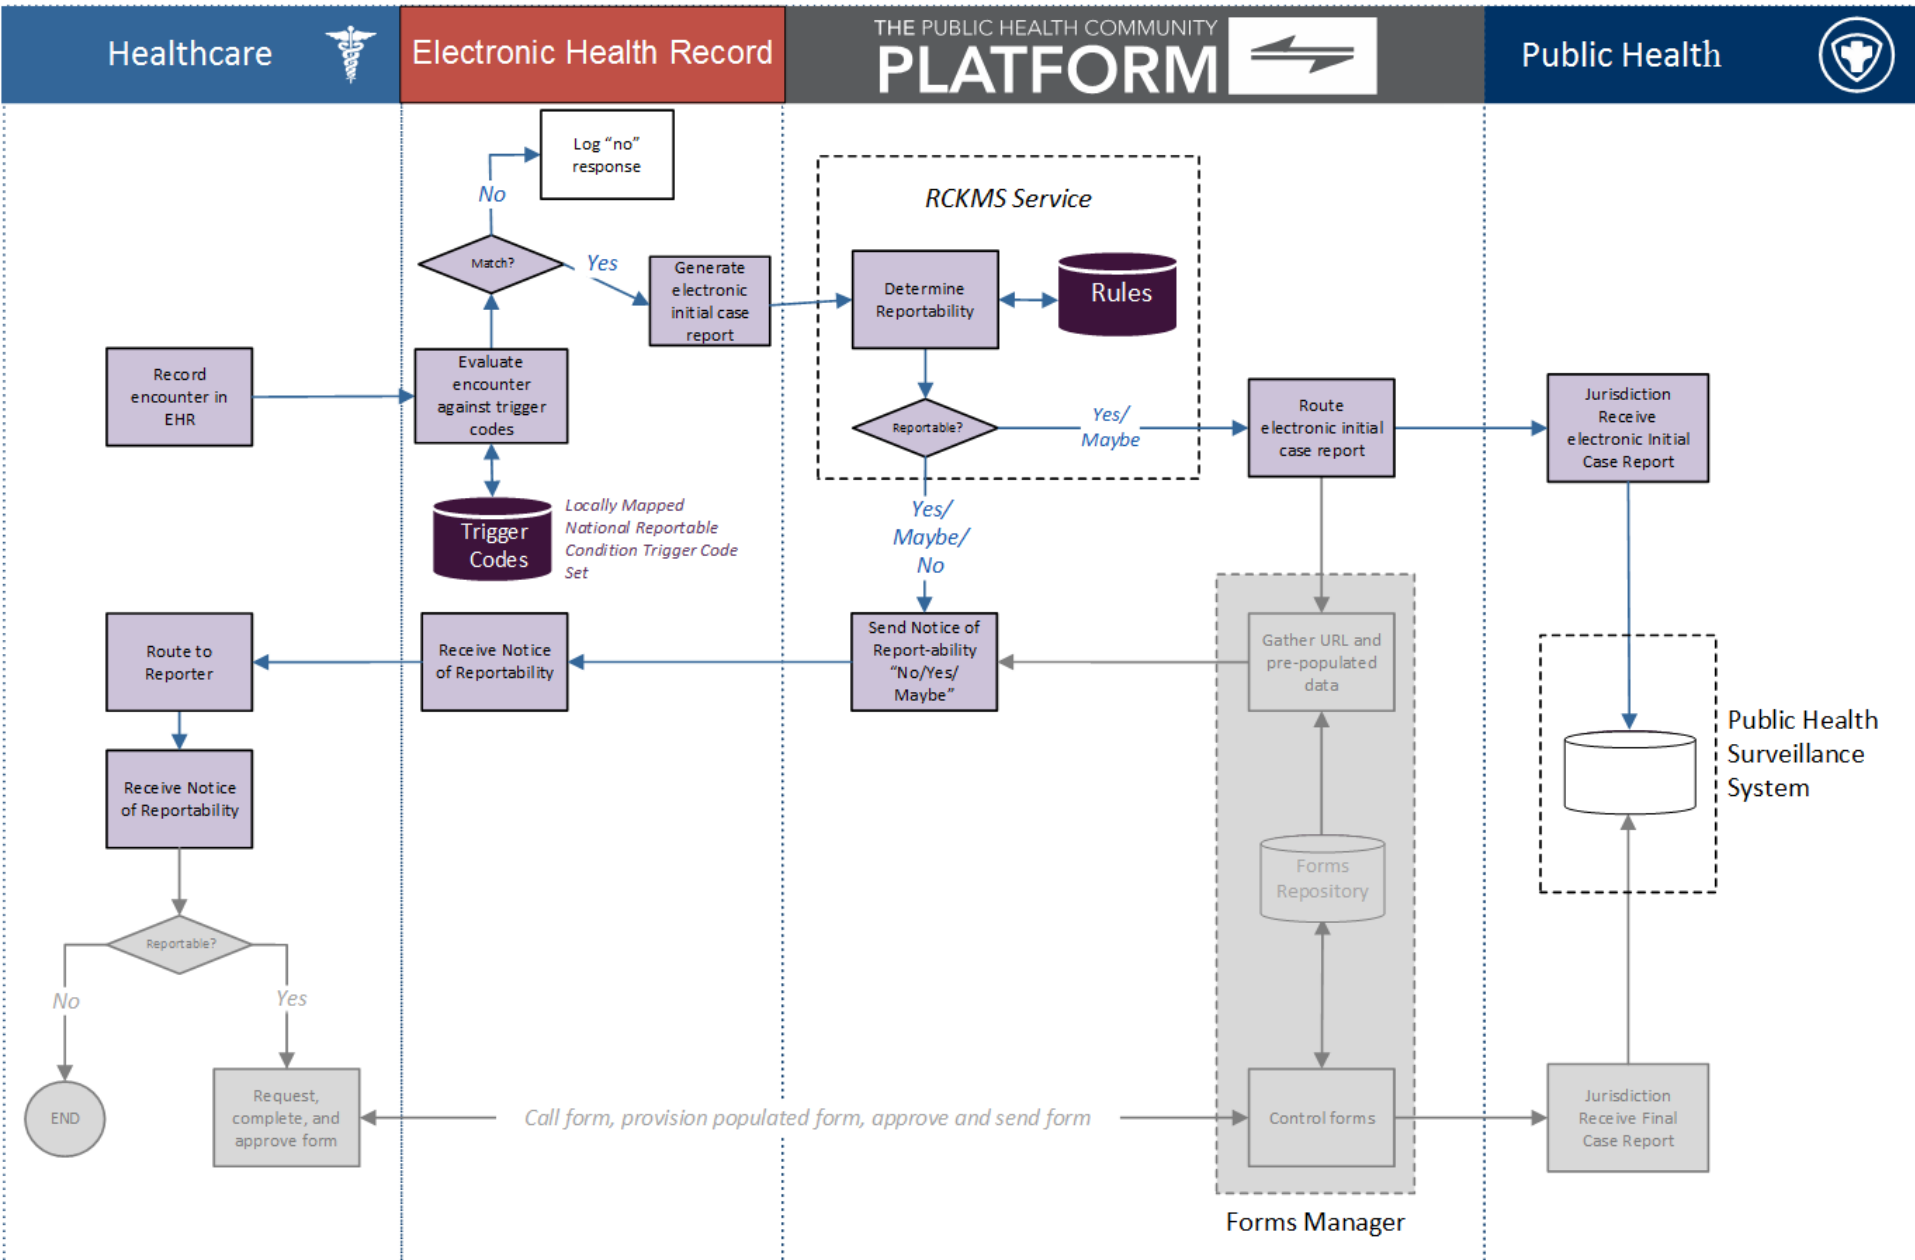 Healthcare
Electronic Health Record
THE PUBLIC HEALTH COMMUNITY
PLATFORM
Public Health
Log “no”
response
No
Match?
Yes
Generate
electronic
initial case
report
RCKMS Service
Determine
Reportability
Rules
Record
encounter in
EHR
Evaluate
encounter
against trigger
codes
Reportable?
Yes/
Maybe
Route
electronic initial
case report
Jurisdiction
Receive
electronic Initial
Case Report
Trigger
Codes
Locally Mapped
National Reportable
Condition Trigger Code
Set
Yes/
Maybe/
No
Route to
Reporter
Receive Notice
of Reportability
Send Notice of
Report-ability
“No/Yes/
Maybe”
Gather URL and
pre-populated
data
Public Health
Surveillance
System
Receive Notice
of Reportability
Forms
Repository
Reportable?
No
Yes
END
Request,
complete, and
approve form
Call form, provision populated form, approve and send form
Control forms
Jurisdiction
Receive Final
Case Report
Forms Manager